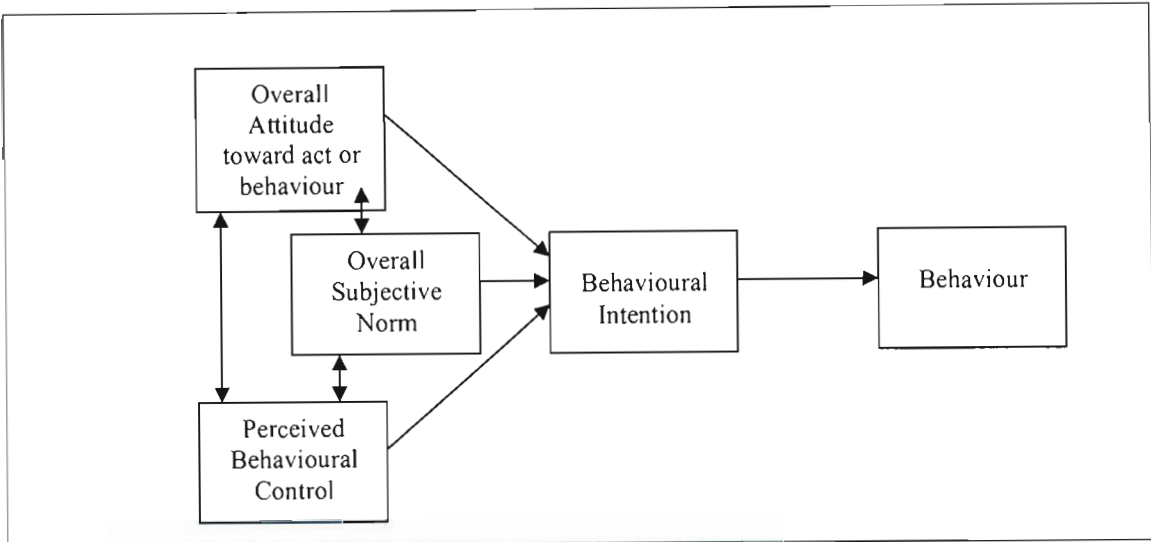 Overall
Attitude
toward act or
behaviour
Overall
Subjective
Norm
Perceived
Behavioural
Control
Behavioural
Intention
Behaviour